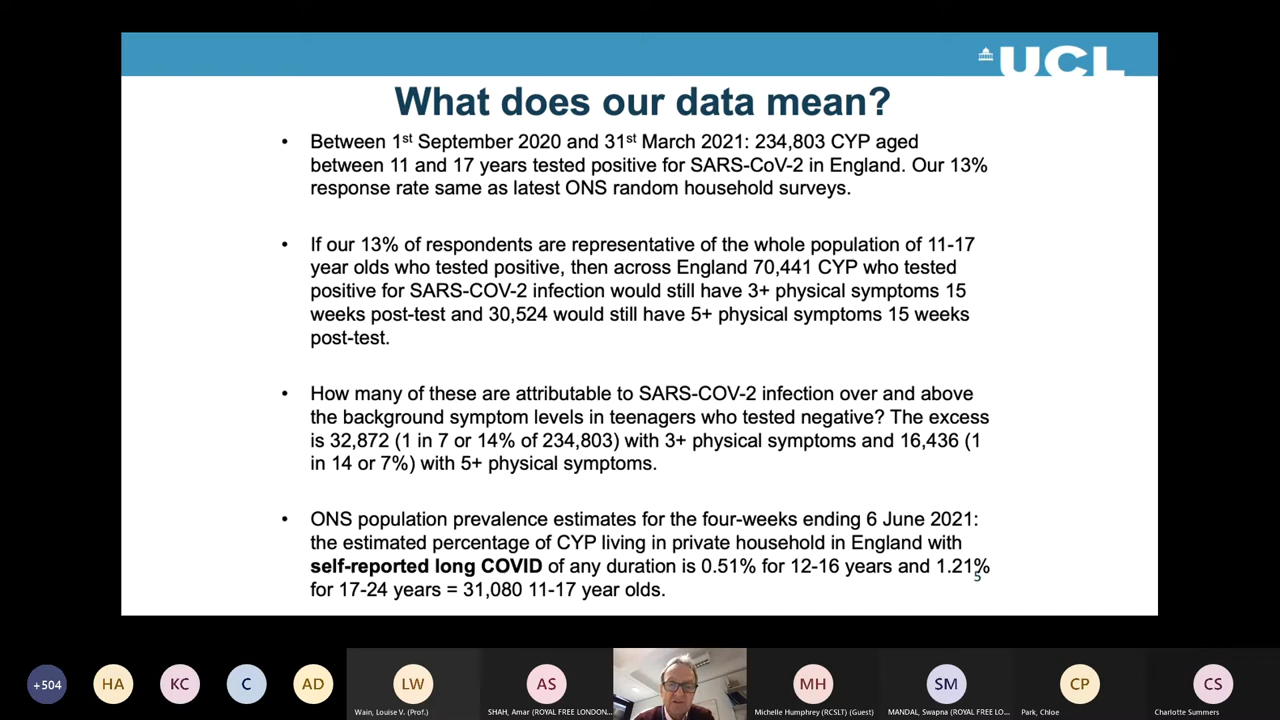 UCL
What does our data mean?
• Between 1st September 2020 and 31st March 2021: 234,803 CYP aged
between 11 and 17 years tested positive for SARS-CoV-2 in England. Our 13%
response rate same as latest ONS random household surveys.
• If our 13% of respondents are representative of the whole population of 11-17
year olds who tested positive, then across England 70,441 CYP who tested
positive for SARS-COV-2 infection would still have 3+ physical symptoms 15
weeks post-test and 30,524 would still have 5+ physical symptoms 15 weeks
post-test.
• How many of these are attributable to SARS-COV-2 infection over and above
the background symptom levels in teenagers who tested negative? The excess
is 32,872 (1 in 7 or 14% of 234,803) with 3+ physical symptoms and 16,436 (1
in 14 or 7%) with 5+ physical symptoms.
• ONS population prevalence estimates for the four-weeks ending 6 June 2021:
the estimated percentage of CYP living in private household in England with
self-reported long COVID of any duration is 0.51% for 12-16 years and 1.21%
for 17-24 years = 31,080 11-17 year olds.
5
+504
HA
KC
C
AD
LW
AS
MH
SM
CP
CS
Wain, Louise V. (Prof.)
SHAH, Amar (ROYAL FREE LONDON...
Michelle Humphrey (RCSLT) (Guest)
MANDAL, Swapna (ROYAL FREE LO...
Park, Chloe
Charlotte Summers